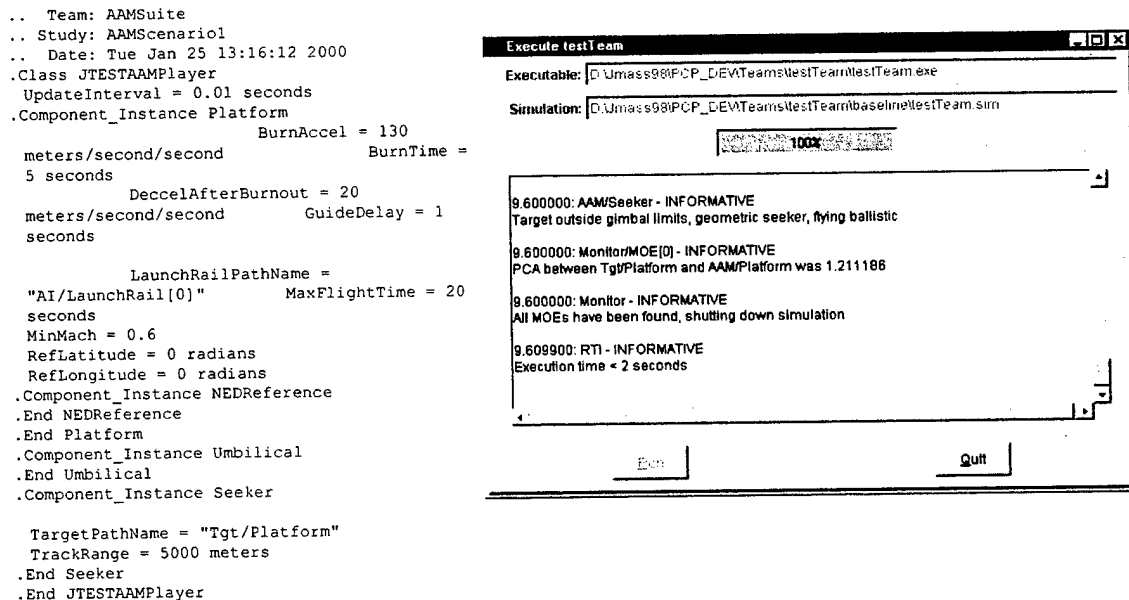 .. Team: AAMSuite
.. Study: AAMScenario1
.. Date: Tue Jan 25 13:16:12 2000
.Class JTESTAAMPlayer
UpdateInterval = 0.01 seconds
.Component_Instance Platform
BurnAccel = 130
meters/second/second BurnTime =
5 seconds
DeccelAfterBurnout = 20
meters/second/second GuideDelay = 1
seconds
LaunchRailPathName =
"AI/LaunchRail[0]" MaxFlightTime = 20
seconds
MinMach = 0.6
RefLatitude = 0 radians
RefLongitude = 0 radians
.Component_Instance NEDReference
.End NEDReference
.End Platform
.Component_Instance Umbilical
.End Umbilical
.Component_Instance Seeker
TargetPathName = "Tgt/Platform"
TrackRange = 5000 meters
.End Seeker
.End JTESTAAMPlayer
Execute testTeam
Executable: D:\Jmass98\PCP_DEV\Teams\testTeam\testTeam.exe
Simulation: D:\Jmass98\PCP_DEV\Teams\testTeam\baseline\testTeam.sim
100%
9.600000: AAM/Seeker - INFORMATIVE
Target outside gimbal limits, geometric seeker, flying ballistic
9.600000: Monitor/MOE[0] - INFORMATIVE
PCA between Tgt/Platform and AAM/Platform was 1.211186
9.600000: Monitor - INFORMATIVE
All MOEs have been found, shutting down simulation
9.609900: RTI - INFORMATIVE
Execution time < 2 seconds
Run
Quit